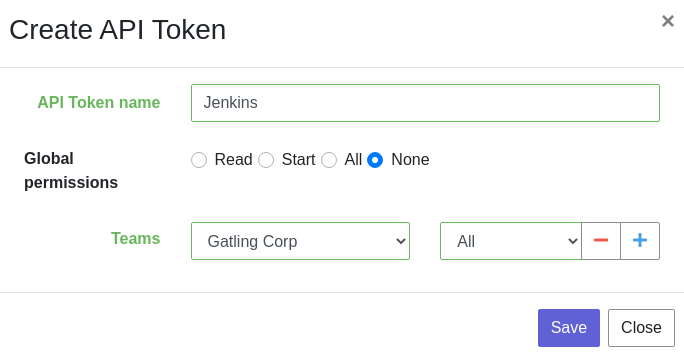 Create API Token
×
API Token name
Jenkins
Global permissions
Read
Start
All
None
Teams
Gatling Corp
All
Save
Close